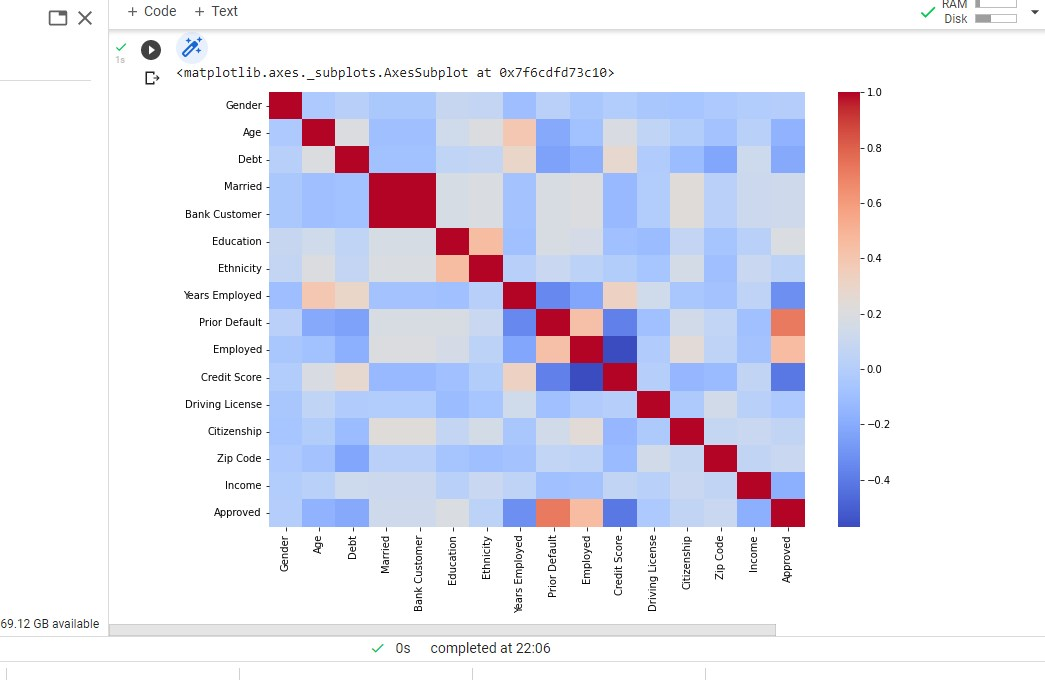 + Code + Text
RAM
Disk
1s
<matplotlib.axes._subplots.AxesSubplot at 0x7f6cdfd73c10>
Gender
Age
Debt
Married
Bank Customer
Education
Ethnicity
Years Employed
Prior Default
Employed
Credit Score
Driving License
Citizenship
Zip Code
Income
Approved
Gender
Age
Debt
Married
Bank Customer
Education
Ethnicity
Years Employed
Prior Default
Employed
Credit Score
Driving License
Citizenship
Zip Code
Income
Approved
1.0
0.8
0.6
0.4
0.2
0.0
−0.2
−0.4
69.12 GB available
0s completed at 22:06